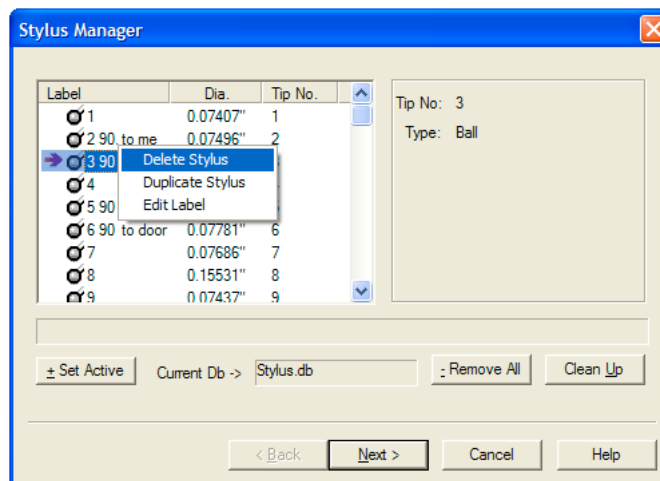 Stylus Manager
Label Dia. Tip No.
1 0.07407" 1
2 90 to me 0.07496" 2
3 90
4
5 90
6 90 to door 0.07781" 6
7 0.07686" 7
8 0.15531" 8
9 0.07437" 9
Delete Stylus
Duplicate Stylus
Edit Label
Tip No: 3
Type: Ball
+ Set Active Current Db -> Stylus.db - Remove All Clean Up
< Back Next > Cancel Help